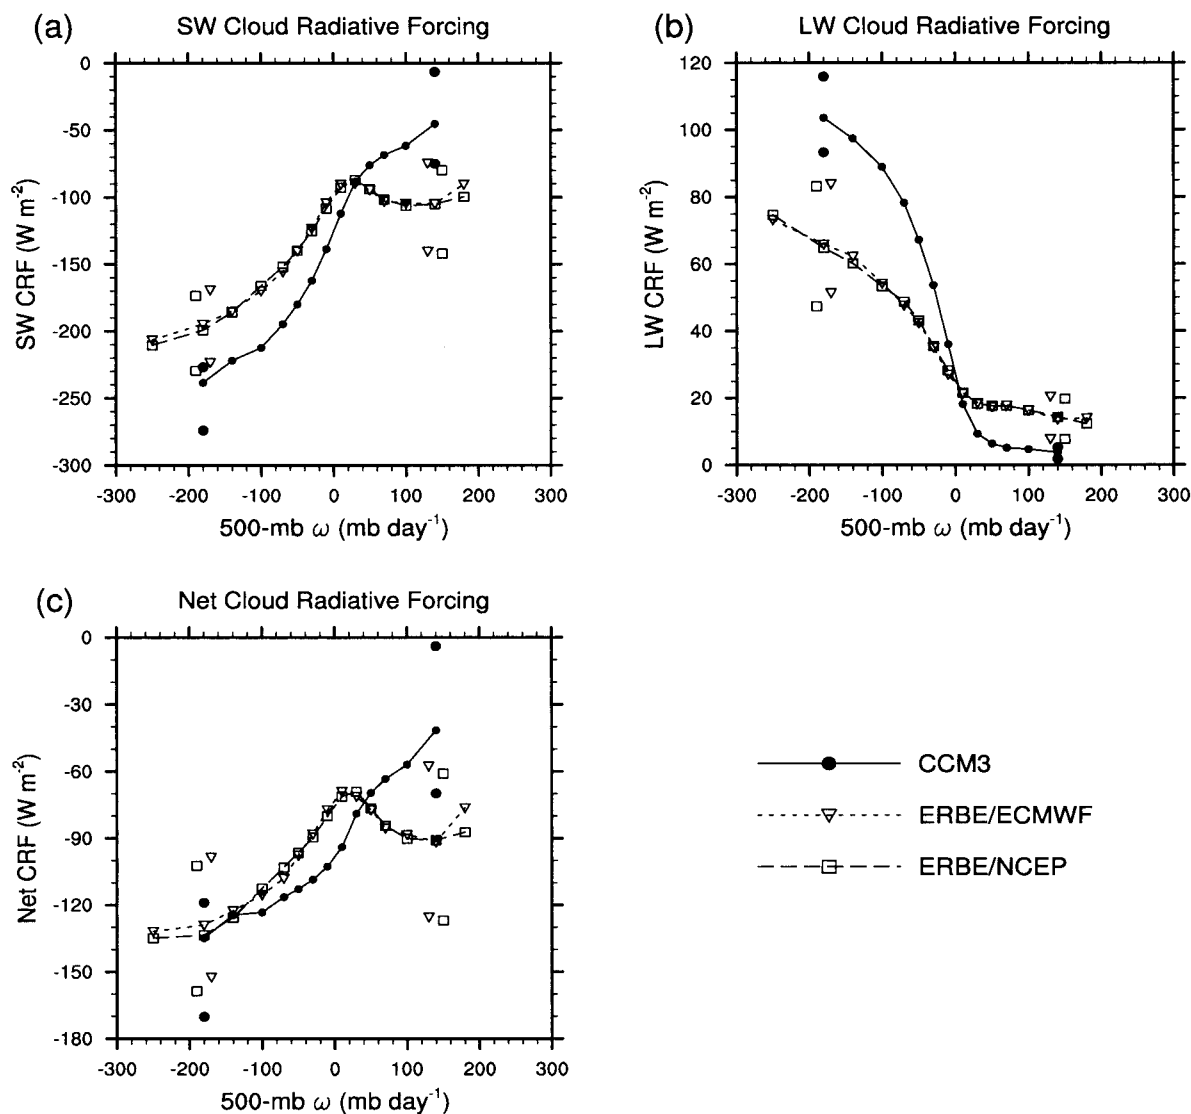 (a) SW Cloud Radiative Forcing
0
-50
-100
-150
-200
-250
-300
SW CRF (W m-2)
-300 -200 -100 0 100 200 300
500-mb ω (mb day-1)
(b) LW Cloud Radiative Forcing
120
100
80
60
40
20
0
LW CRF (W m-2)
-300 -200 -100 0 100 200 300
500-mb ω (mb day-1)
(c) Net Cloud Radiative Forcing
0
-30
-60
-90
-120
-150
-180
Net CRF (W m-2)
-300 -200 -100 0 100 200 300
500-mb ω (mb day-1)
CCM3
ERBE/ECMWF
ERBE/NCEP